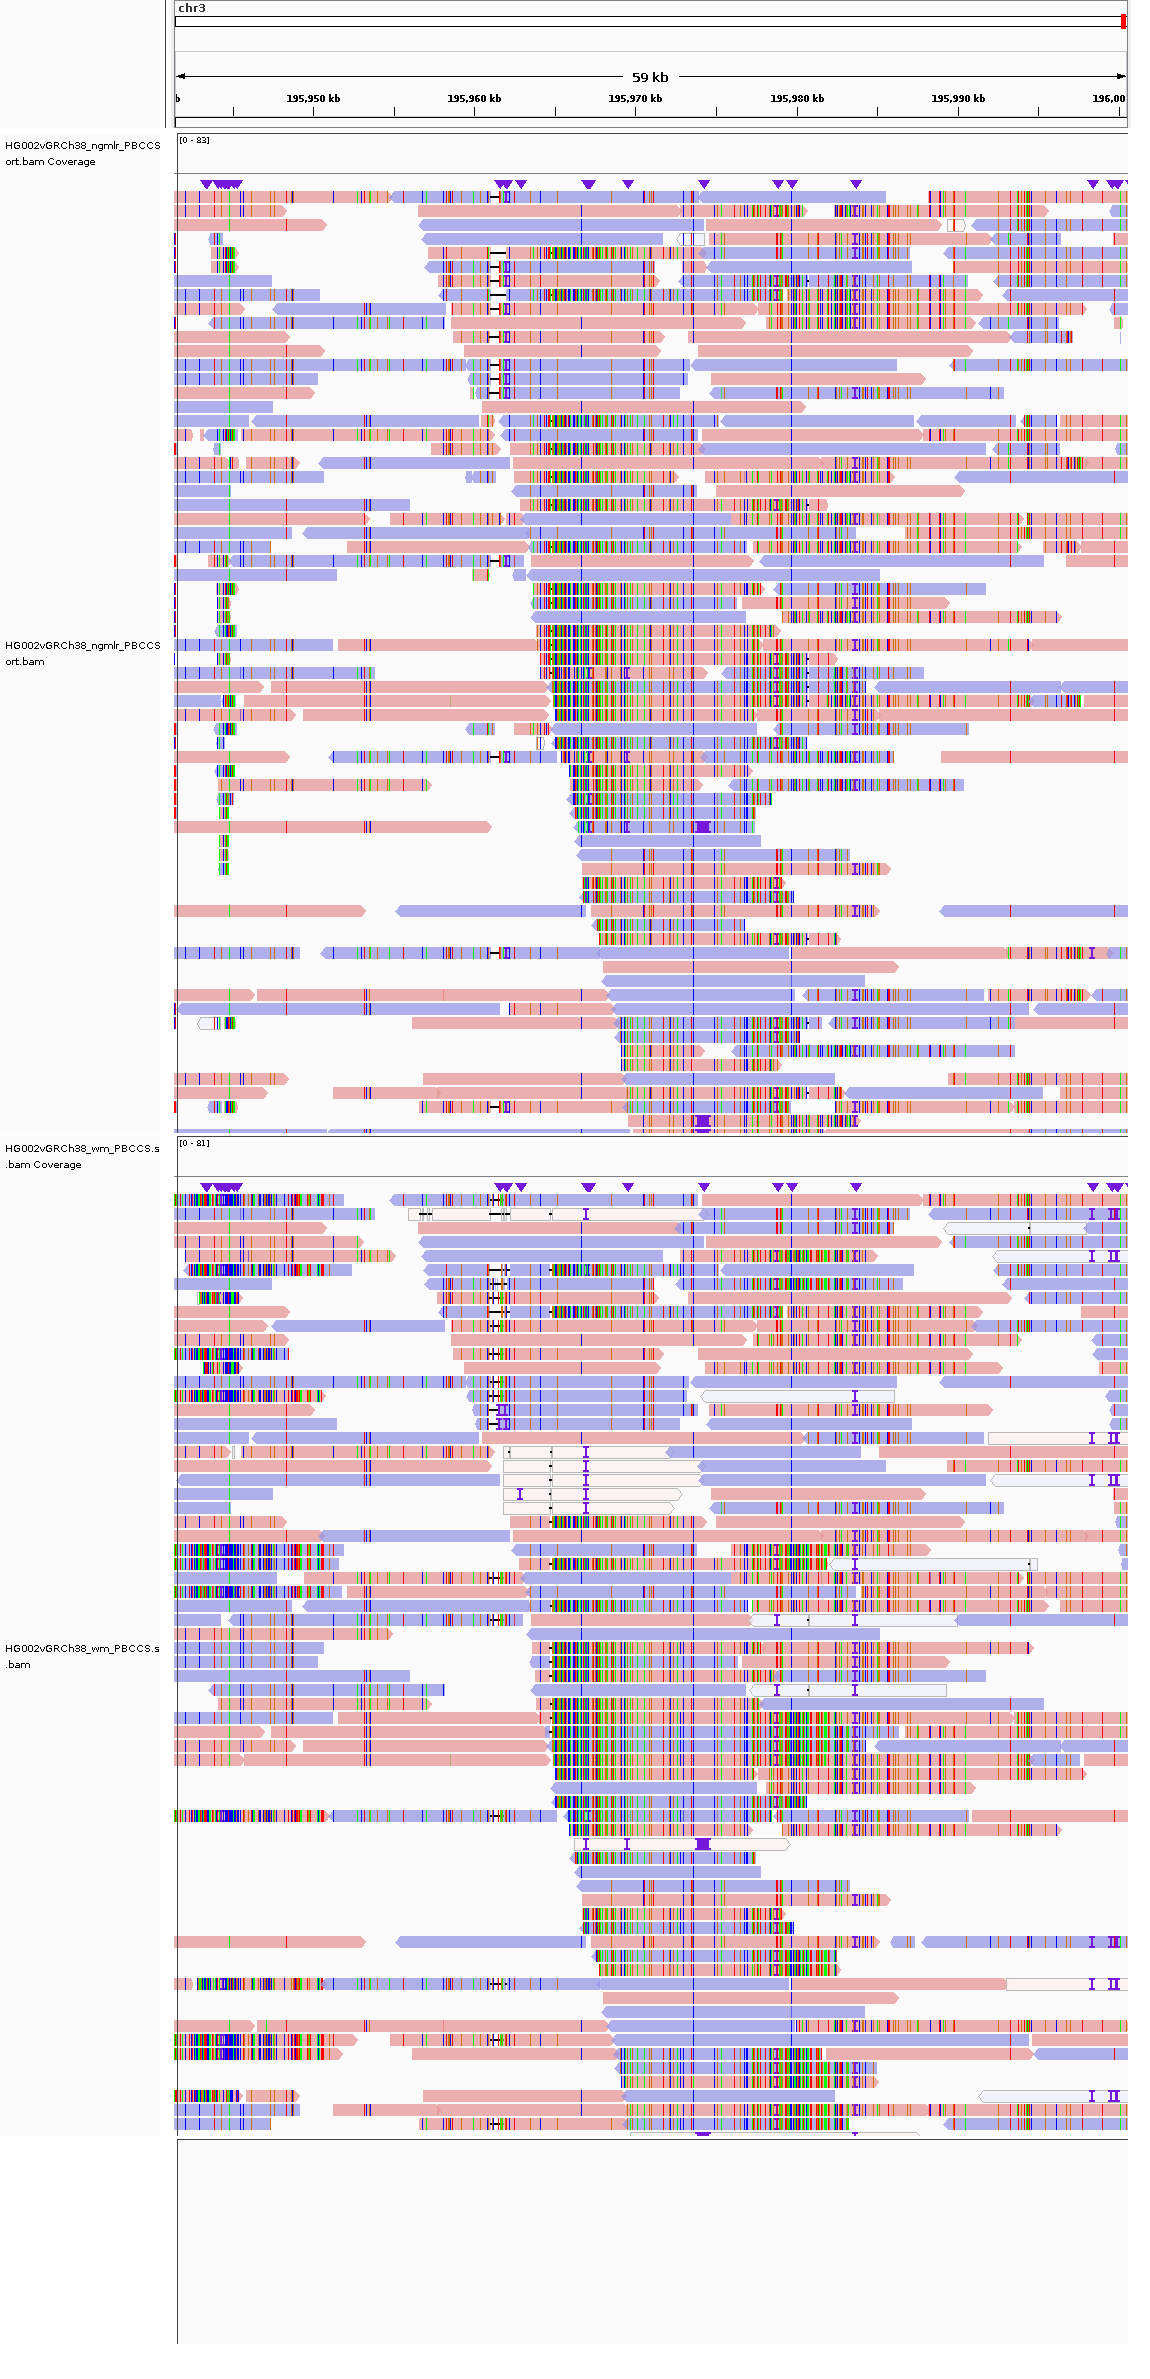 chr3
59 kb
b 195,950 kb 195,960 kb 195,970 kb 195,980 kb 195,990 kb 196,00
HG002vGRCh38_ngmlr_PBCCS
ort.bam Coverage
[0 - 83]
HG002vGRCh38_ngmlr_PBCCS
ort.bam
HG002vGRCh38_wm_PBCCS.s
.bam Coverage
[0 - 81]
HG002vGRCh38_wm_PBCCS.s
.bam